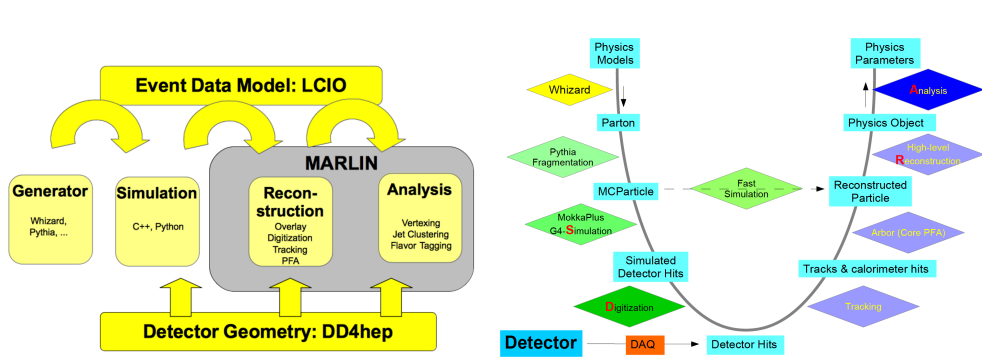 Event Data Model: LCIO
MARLIN
Generator
Whizard,
Pythia, ...
Simulation
C++, Python
Recon-
struction
Overlay
Digitization
Tracking
PFA
Analysis
Vertexing
Jet Clustering
Flavor Tagging
Detector Geometry: DD4hep
Physics
Models
Whizard
Parton
Pythia
Fragmentation
MCParticle
MokkaPlus
G4-Simulation
Simulated
Detector Hits
Digitization
Detector
DAQ
Detector Hits
Fast
Simulation
Physics
Parameters
Analysis
Physics Object
High-level
Reconstruction
Reconstructed
Particle
Arbor (Core PFA)
Tracks & calorimeter hits
Tracking